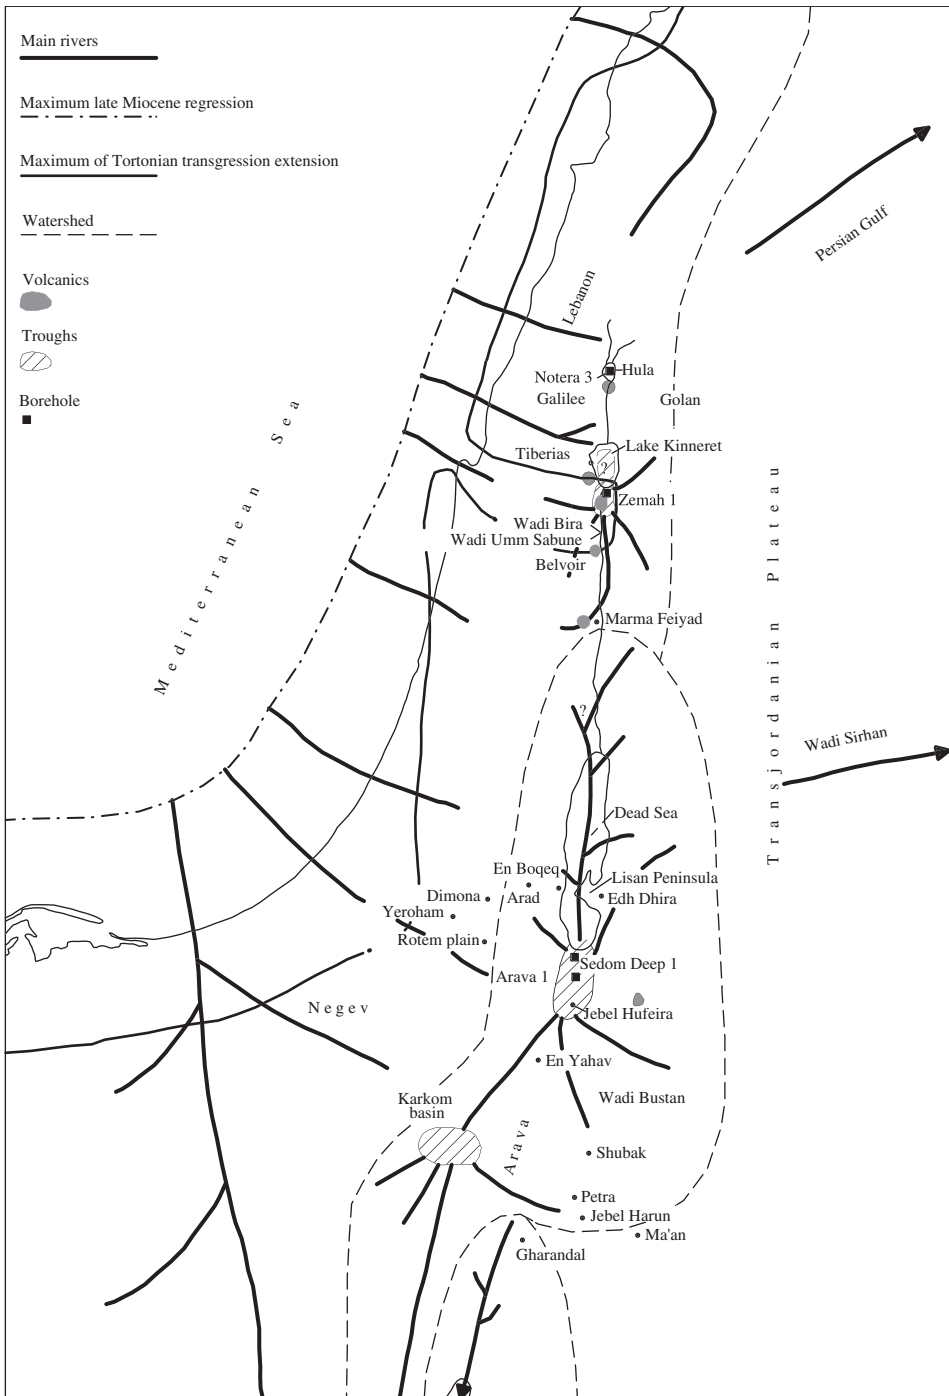 Main rivers
Maximum late Miocene regression
Maximum of Tortonian transgression extension
Watershed
Volcanics
Troughs
Borehole
Persian Gulf
Lebanon
Notera 3
Hula
Galilee
Golan
Mediterranean Sea
Tiberias
Lake Kinneret
?
Zemah 1
Wadi Bira
Wadi Umm Sabune
Belvoir
Marma Feiyad
Transjordanian Plateau
?
Wadi Sirhan
Dead Sea
En Boqeq
Lisan Peninsula
Dimona
Arad
Edh Dhira
Yeroham
Rotem plain
Sedom Deep 1
Arava 1
Negev
Jebel Hufeira
En Yahav
Karkom
basin
Wadi Bustan
Arava
Shubak
Petra
Jebel Harun
Ma'an
Gharandal